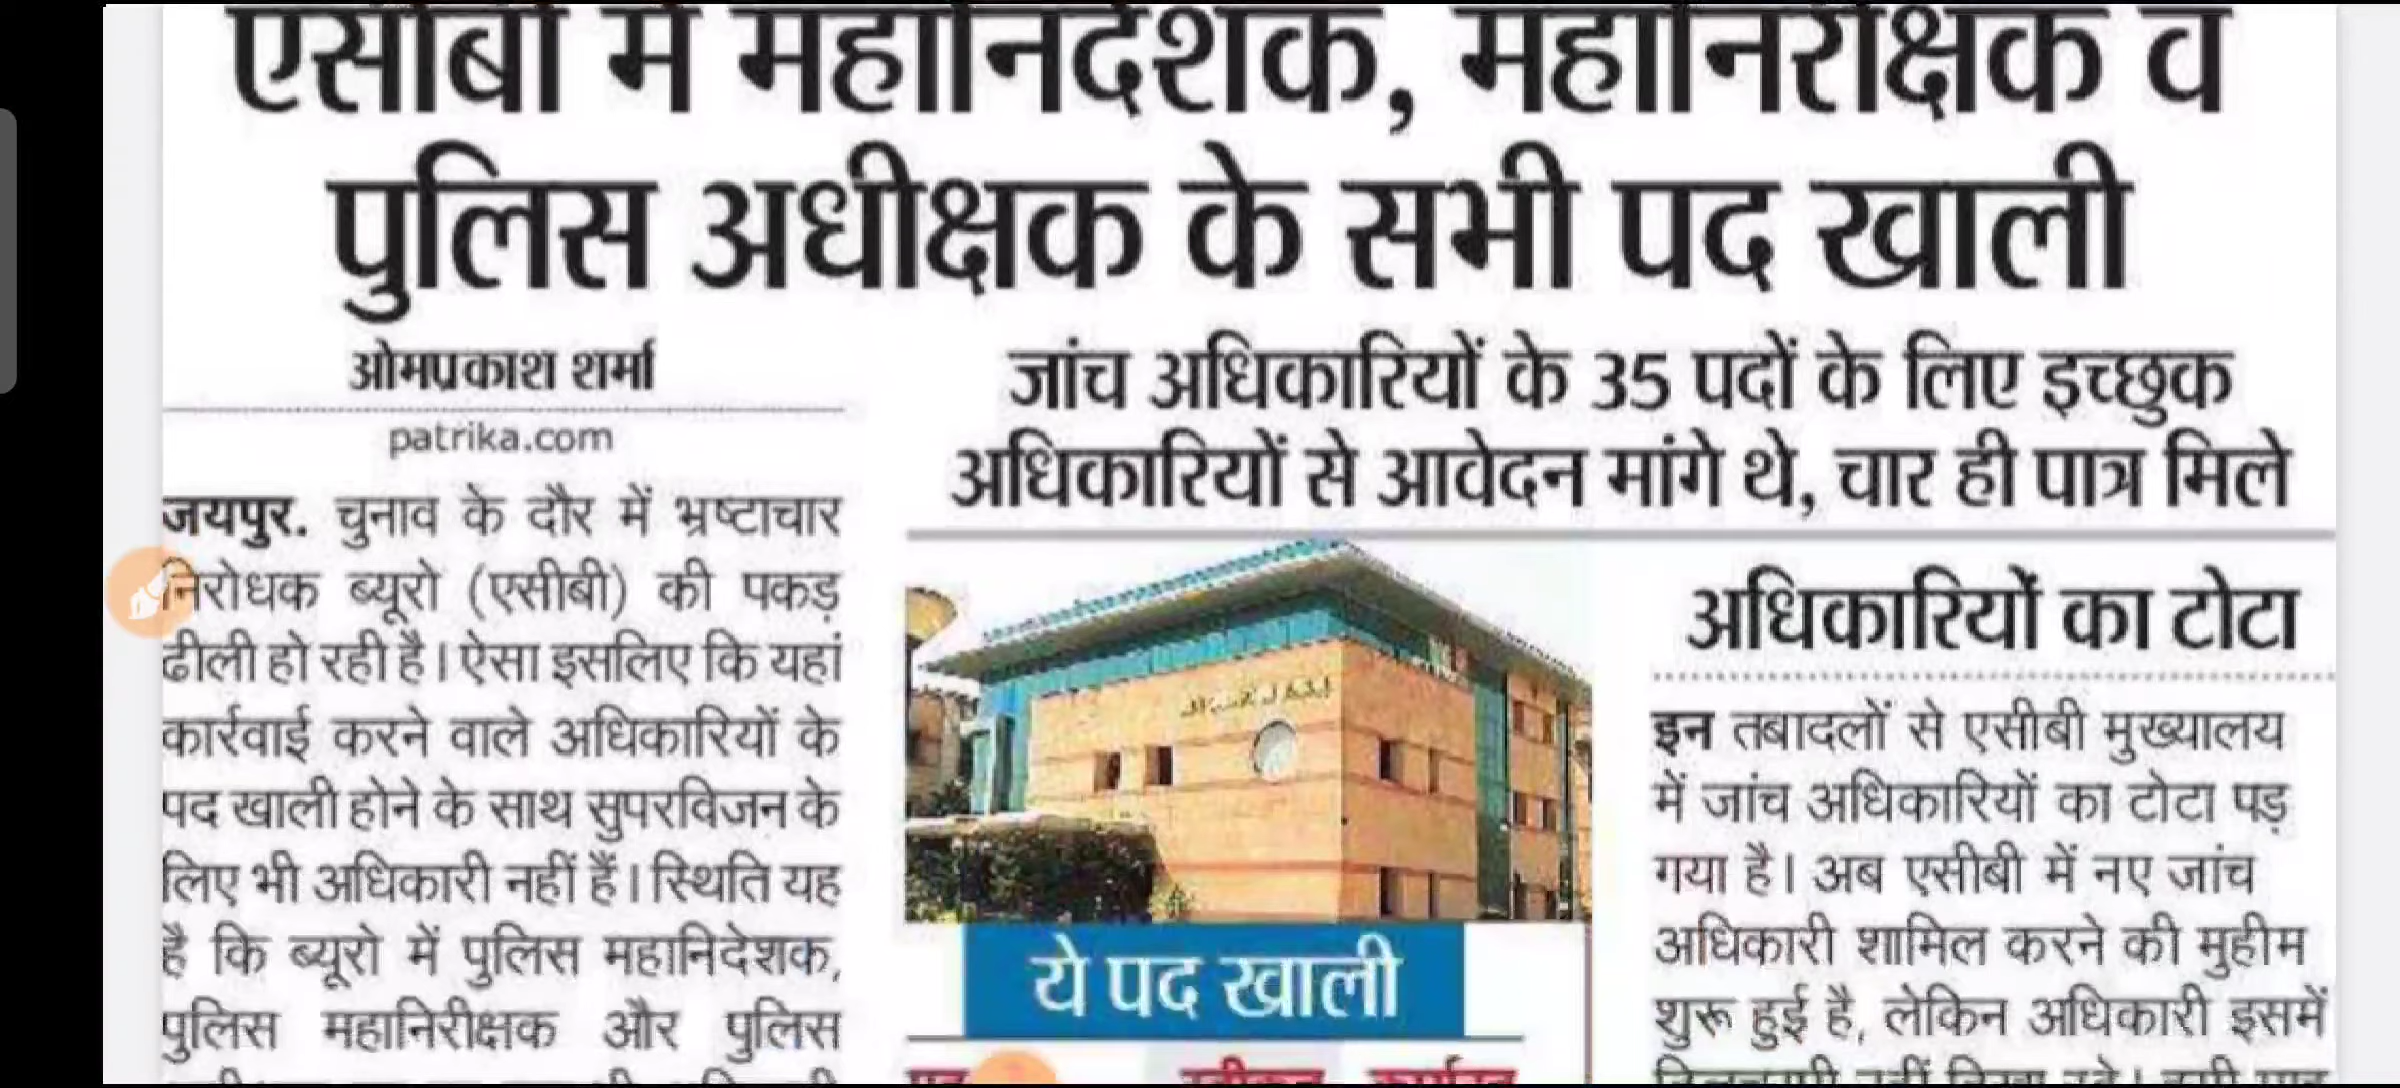 एसीबी में महानिदेशक, महानिरीक्षक व
पुलिस अधीक्षक के सभी पद खाली
ओमप्रकाश शर्मा
patrika.com
जयपुर. चुनाव के दौर में भ्रष्टाचार
निरोधक ब्यूरो (एसीबी) की पकड़
ढीली हो रही है। ऐसा इसलिए कि यहां
कार्रवाई करने वाले अधिकारियों के
पद खाली होने के साथ सुपरविजन के
लिए भी अधिकारी नहीं हैं। स्थिति यह
है कि ब्यूरो में पुलिस महानिदेशक,
पुलिस महानिरीक्षक और पुलिस
जांच अधिकारियों के 35 पदों के लिए इच्छुक
अधिकारियों से आवेदन मांगे थे, चार ही पात्र मिले
ये पद खाली
पद स्वीकृत कार्यरत
अधिकारियों का टोटा
इन तबादलों से एसीबी मुख्यालय
में जांच अधिकारियों का टोटा पड़
गया है। अब एसीबी में नए जांच
अधिकारी शामिल करने की मुहीम
शुरू हुई है, लेकिन अधिकारी इसमें